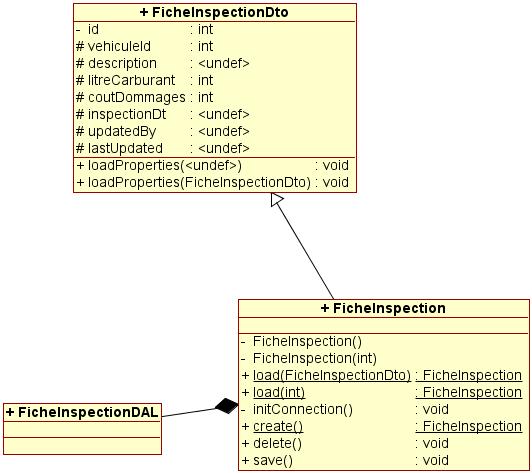 + FicheInspectionDto
- id : int
# vehiculeId : int
# description : <undef>
# litreCarburant : int
# coutDommages : int
# inspectionDt : <undef>
# updatedBy : <undef>
# lastUpdated : <undef>
+ loadProperties(<undef>) : void
+ loadProperties(FicheInspectionDto) : void
+ FicheInspection
- FicheInspection()
- FicheInspection(int)
+ load(FicheInspectionDto) : FicheInspection
+ load(int) : FicheInspection
- initConnection() : void
+ create() : FicheInspection
+ delete() : void
+ save() : void
+ FicheInspectionDAL